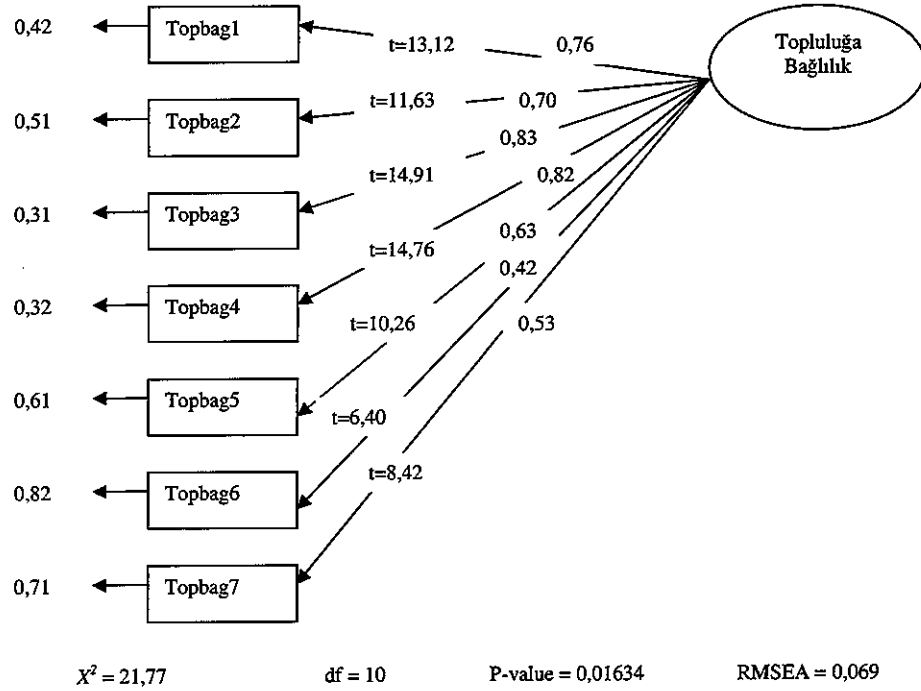 0,42 Topbag1 t=13,12 0,76 Topluluğa
Bağlılık
0,51 Topbag2 t=11,63 0,70
0,83
0,31 Topbag3 t=14,91 0,82
0,63
t=14,76 0,42
0,32 Topbag4
t=10,26 0,53
0,61 Topbag5
t=6,40
0,82 Topbag6 t=8,42
0,71 Topbag7
X² = 21,77 df = 10 P-value = 0,01634 RMSEA = 0,069